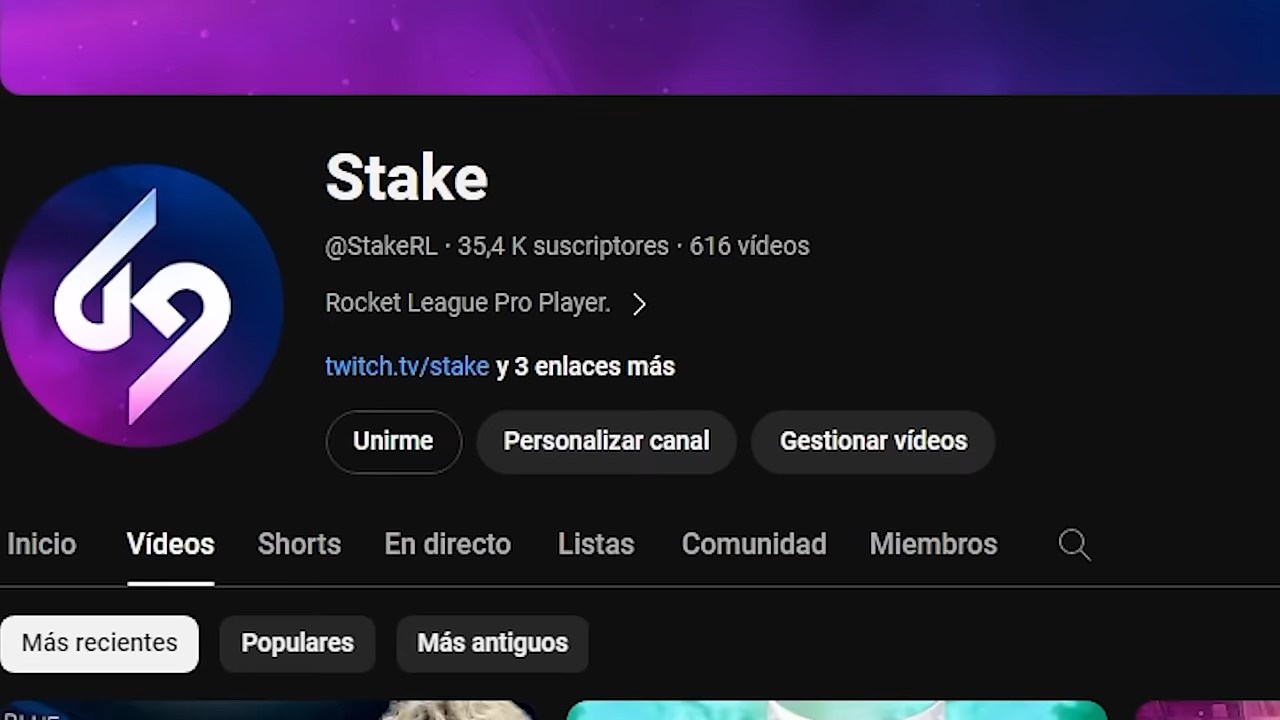 Stake
@StakeRL · 35,4 K suscriptores · 616 vídeos
Rocket League Pro Player.
twitch.tv/stake y 3 enlaces más
Unirme Personalizar canal Gestionar vídeos
Inicio Vídeos Shorts En directo Listas Comunidad Miembros
Más recientes Populares Más antiguos